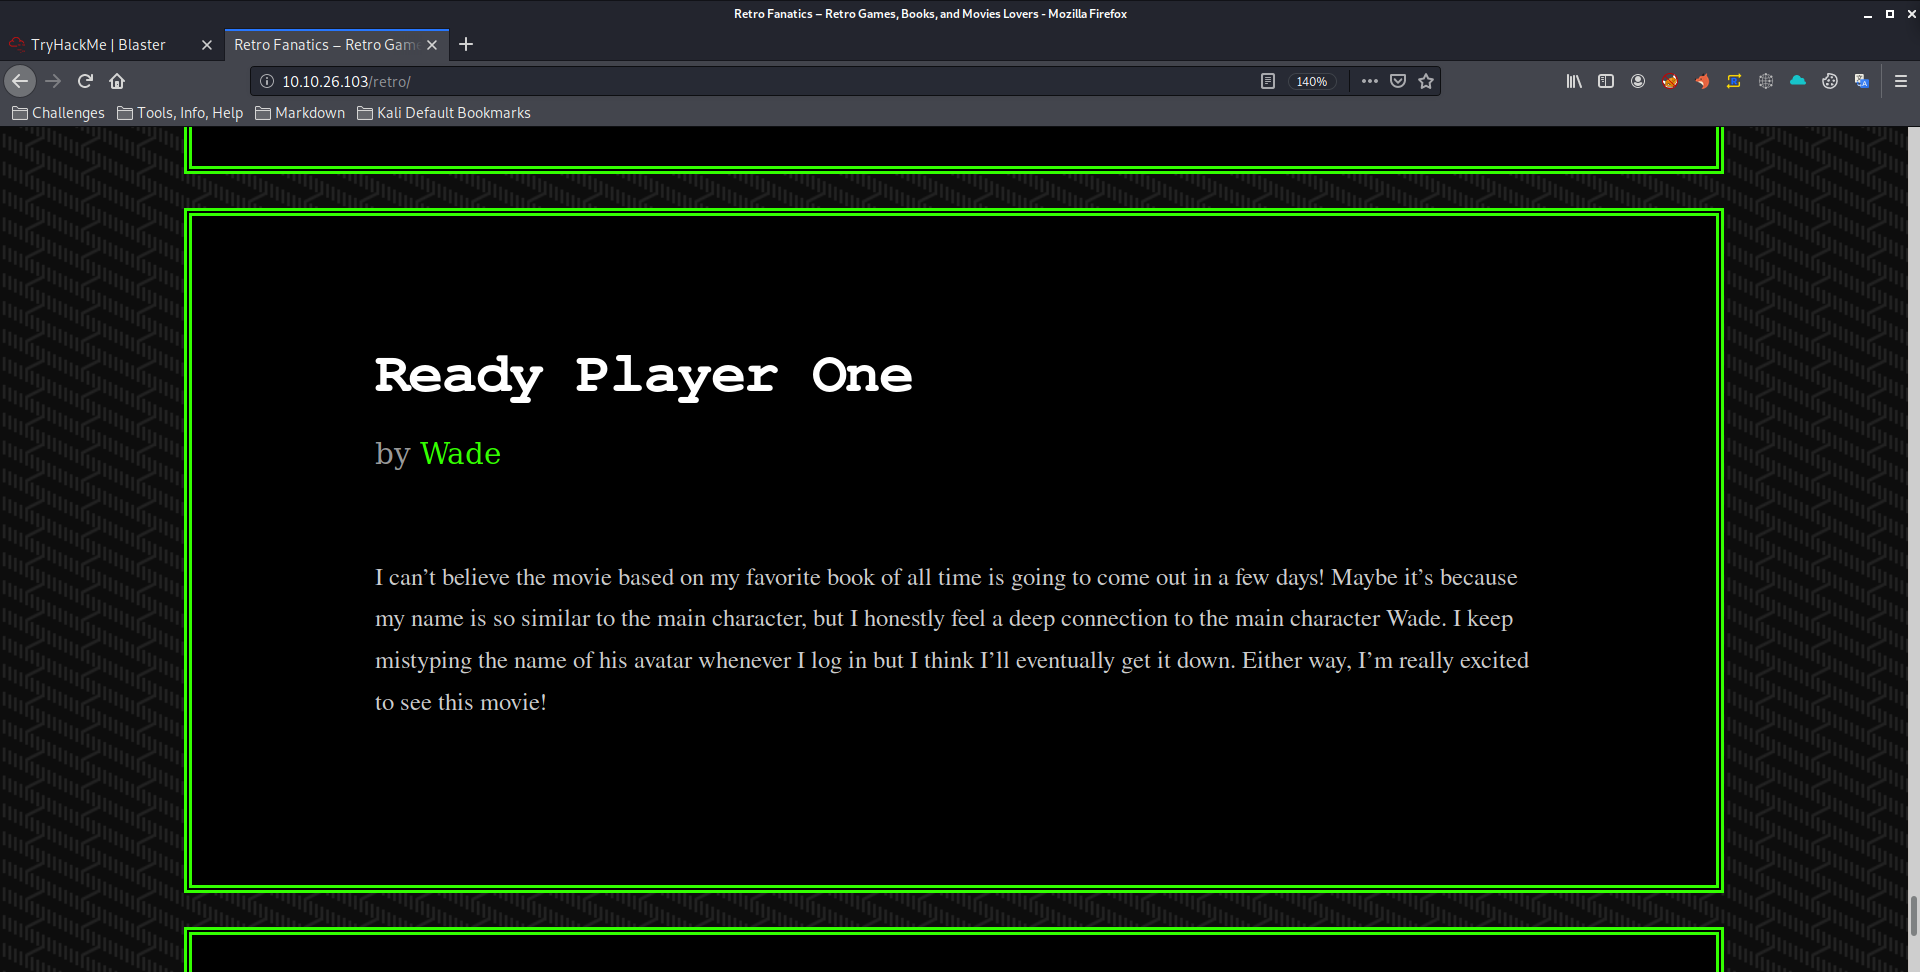 Retro Fanatics – Retro Games, Books, and Movies Lovers - Mozilla Firefox
TryHackMe | Blaster
Retro Fanatics – Retro Gam
10.10.26.103/retro/
140%
Challenges
Tools, Info, Help
Markdown
Kali Default Bookmarks
Ready Player One
by Wade
I can’t believe the movie based on my favorite book of all time is going to come out in a few days! Maybe it’s because
my name is so similar to the main character, but I honestly feel a deep connection to the main character Wade. I keep
mistyping the name of his avatar whenever I log in but I think I’ll eventually get it down. Either way, I’m really excited
to see this movie!